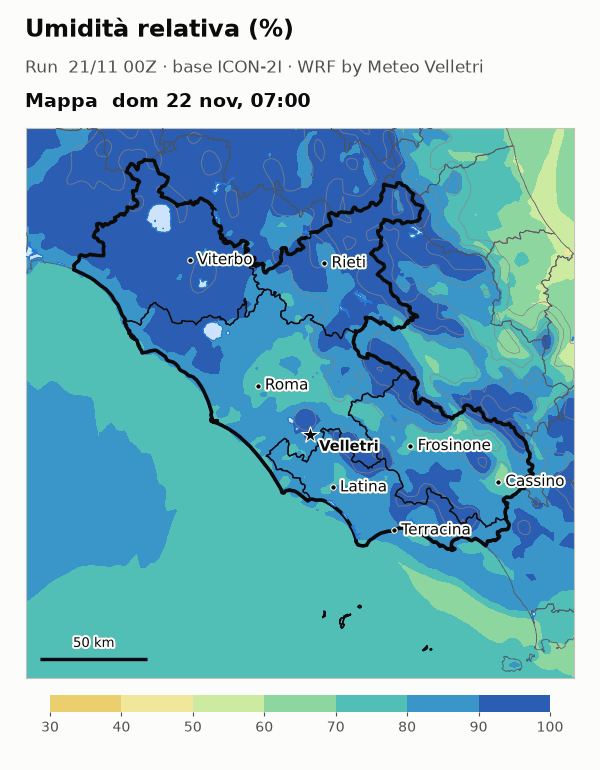 Umidità relativa (%)
Run  21/11 00Z · base ICON-2I · WRF by Meteo Velletri
Mappa  dom 22 nov, 07:00
Viterbo
Rieti
Roma
Velletri
Frosinone
Cassino
Latina
Terracina
50 km
30 40 50 60 70 80 90 100